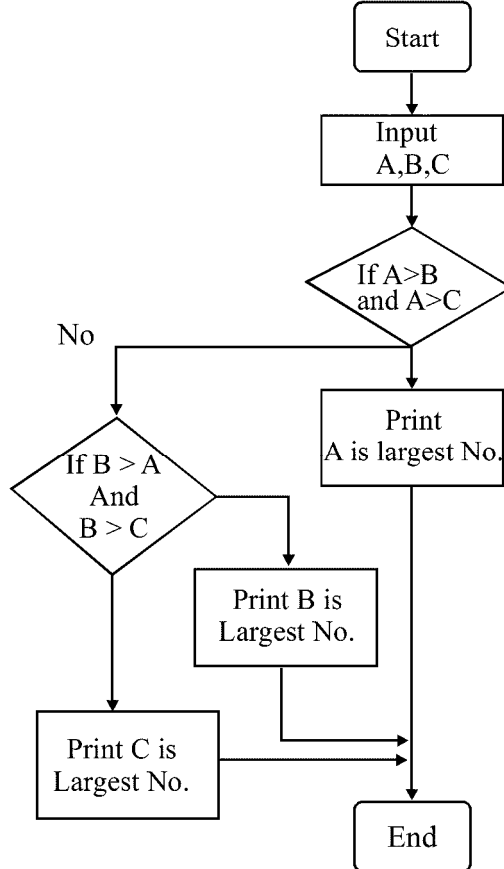 Start
Input
A,B,C
If A>B
and A>C
No
Print
A is largest No.
If B > A
And
B > C
Print B is
Largest No.
Print C is
Largest No.
End